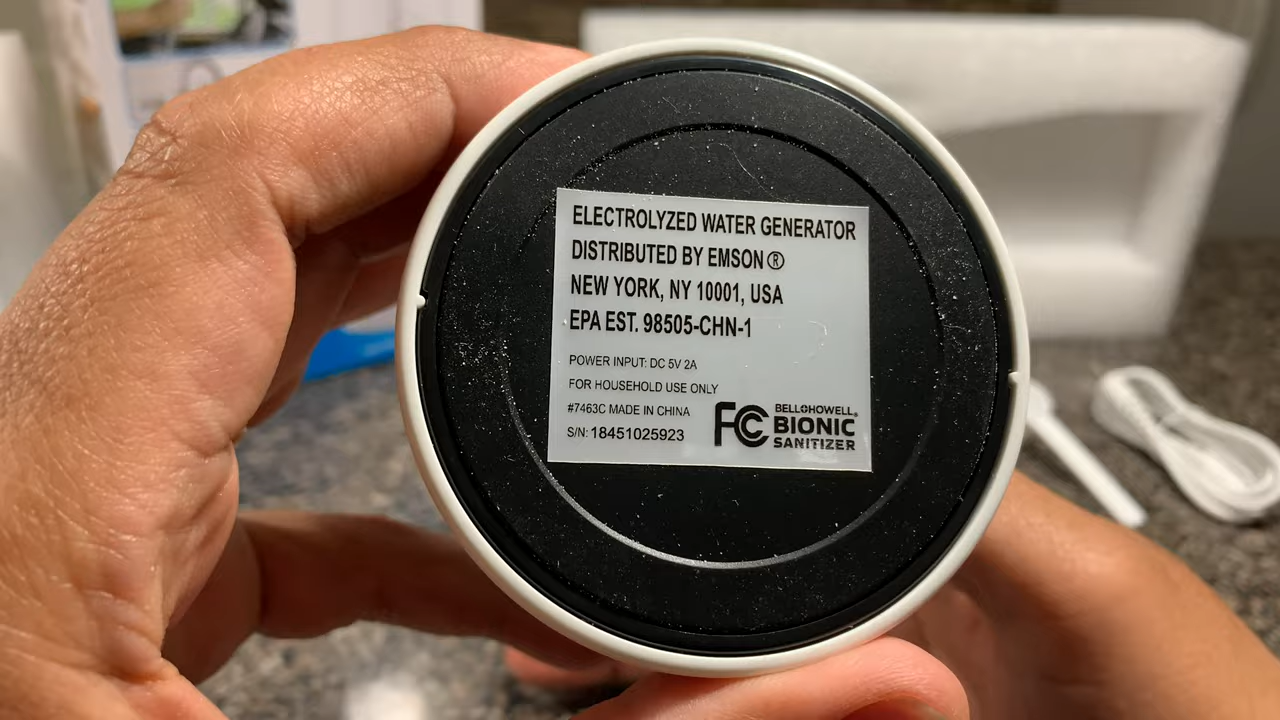 ELECTROLYZED WATER GENERATOR
DISTRIBUTED BY EMSON ®
NEW YORK, NY 10001, USA
EPA EST. 98505-CHN-1
POWER INPUT: DC 5V 2A
FOR HOUSEHOLD USE ONLY
#7463C MADE IN CHINA
S/N: 18451025923
FC
BELL+HOWELL®
BIONIC
SANITIZER